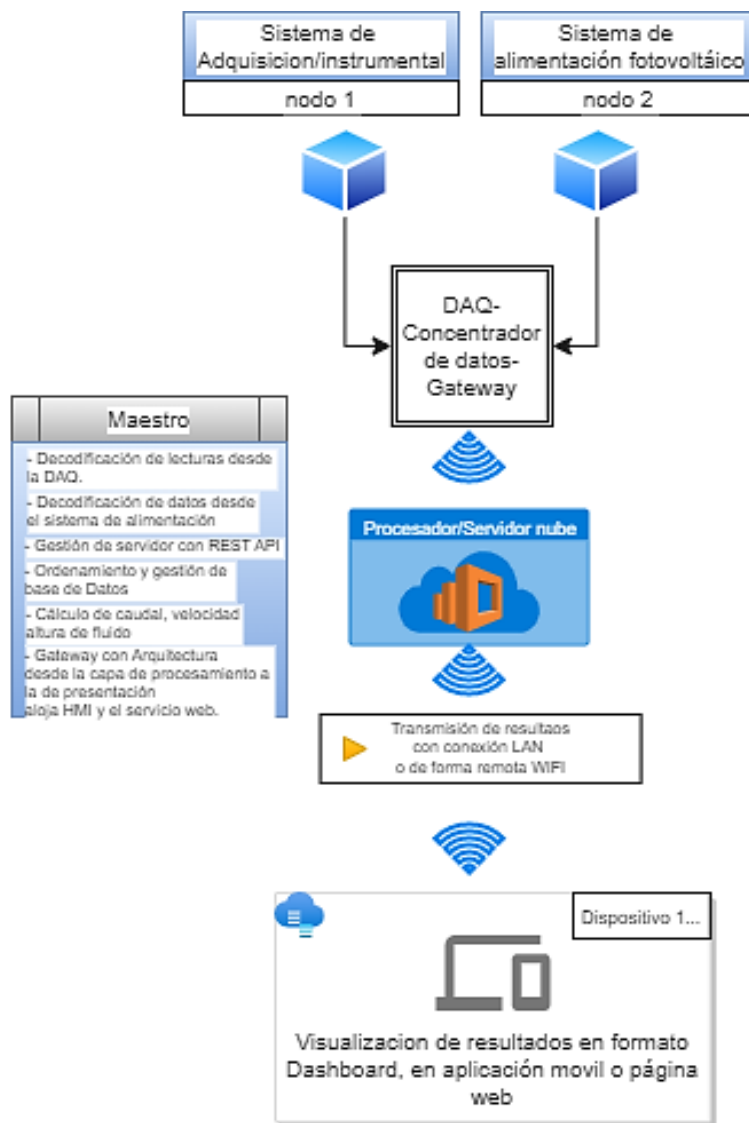 Sistema de
Adquisicion/instrumental
nodo 1
Sistema de
alimentación fotovoltáico
nodo 2
DAQ-
Concentrador
de datos-
Gateway
Maestro
- Decodificación de lecturas desde
la DAQ.
- Decodificación de datos desde
el sistema de alimentación
- Gestión de servidor con REST API
- Ordenamiento y gestión de
base de Datos
- Cálculo de caudal, velocidad
altura de fluído
- Gateway con Arquitectura
desde la capa de procesamiento a
la de presentación
aloja HMI y el servicio web.
Procesador/Servidor nube
Transmisión de resultaos
con conexión LAN
o de forma remota WIFI
Dispositivo 1...
Visualizacion de resultados en formato
Dashboard, en aplicación movil o página
web